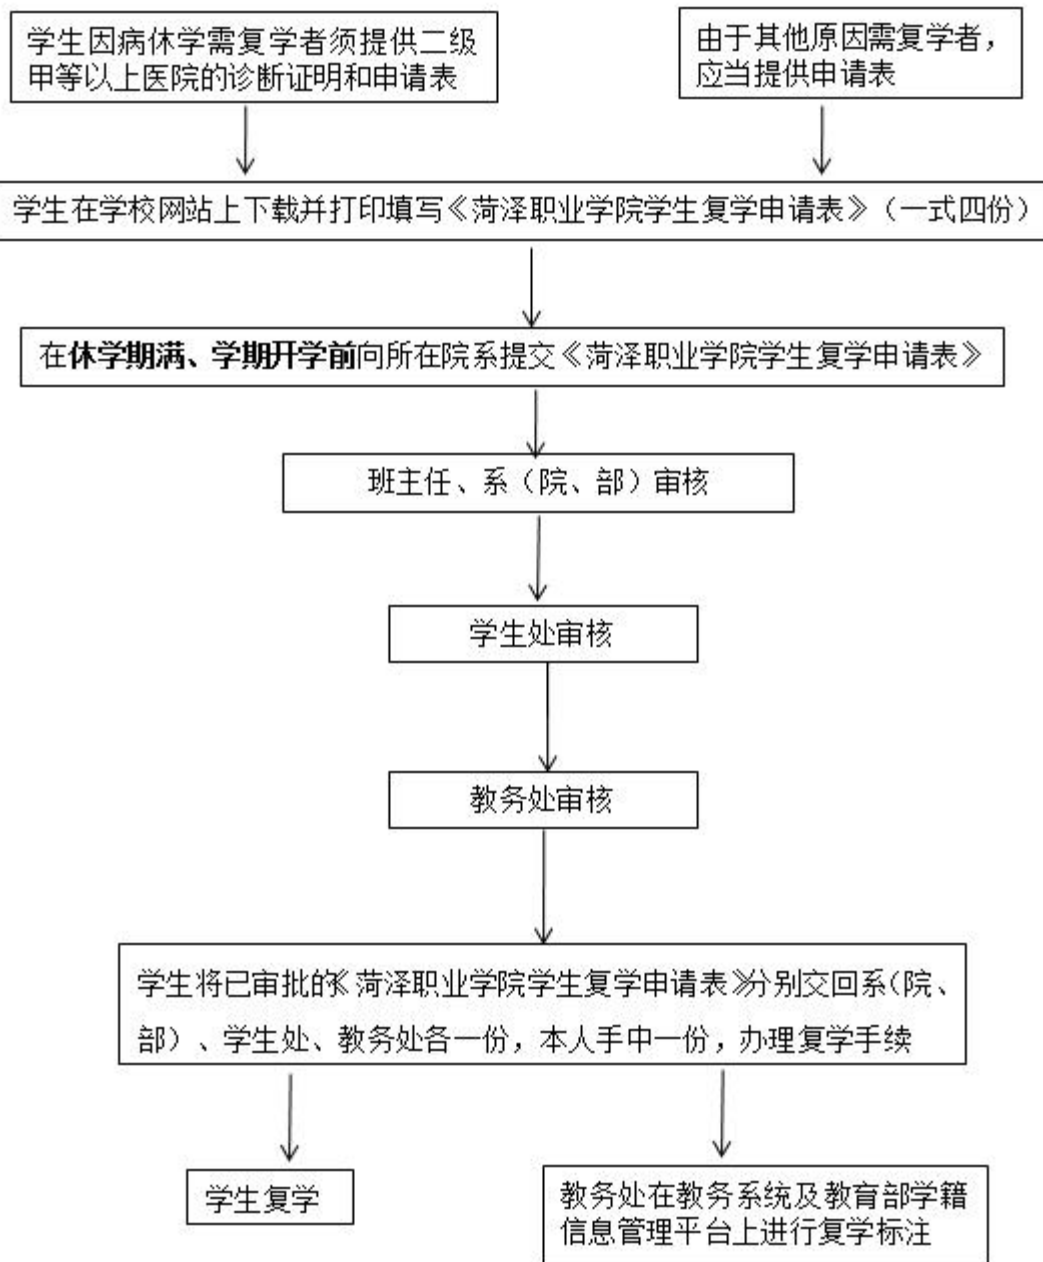 学生因病休学需复学者须提供二级
甲等以上医院的诊断证明和申请表
由于其他原因需复学者，
应当提供申请表
学生在学校网站上下载并打印填写《菏泽职业学院学生复学申请表》（一式四份）
在休学期满、学期开学前向所在院系提交《菏泽职业学院学生复学申请表》
班主任、系（院、部）审核
学生处审核
教务处审核
学生将已审批的《菏泽职业学院学生复学申请表》分别交回系（院、
部）、学生处、教务处各一份，本人手中一份，办理复学手续
学生复学
教务处在教务系统及教育部学籍
信息管理平台上进行复学标注